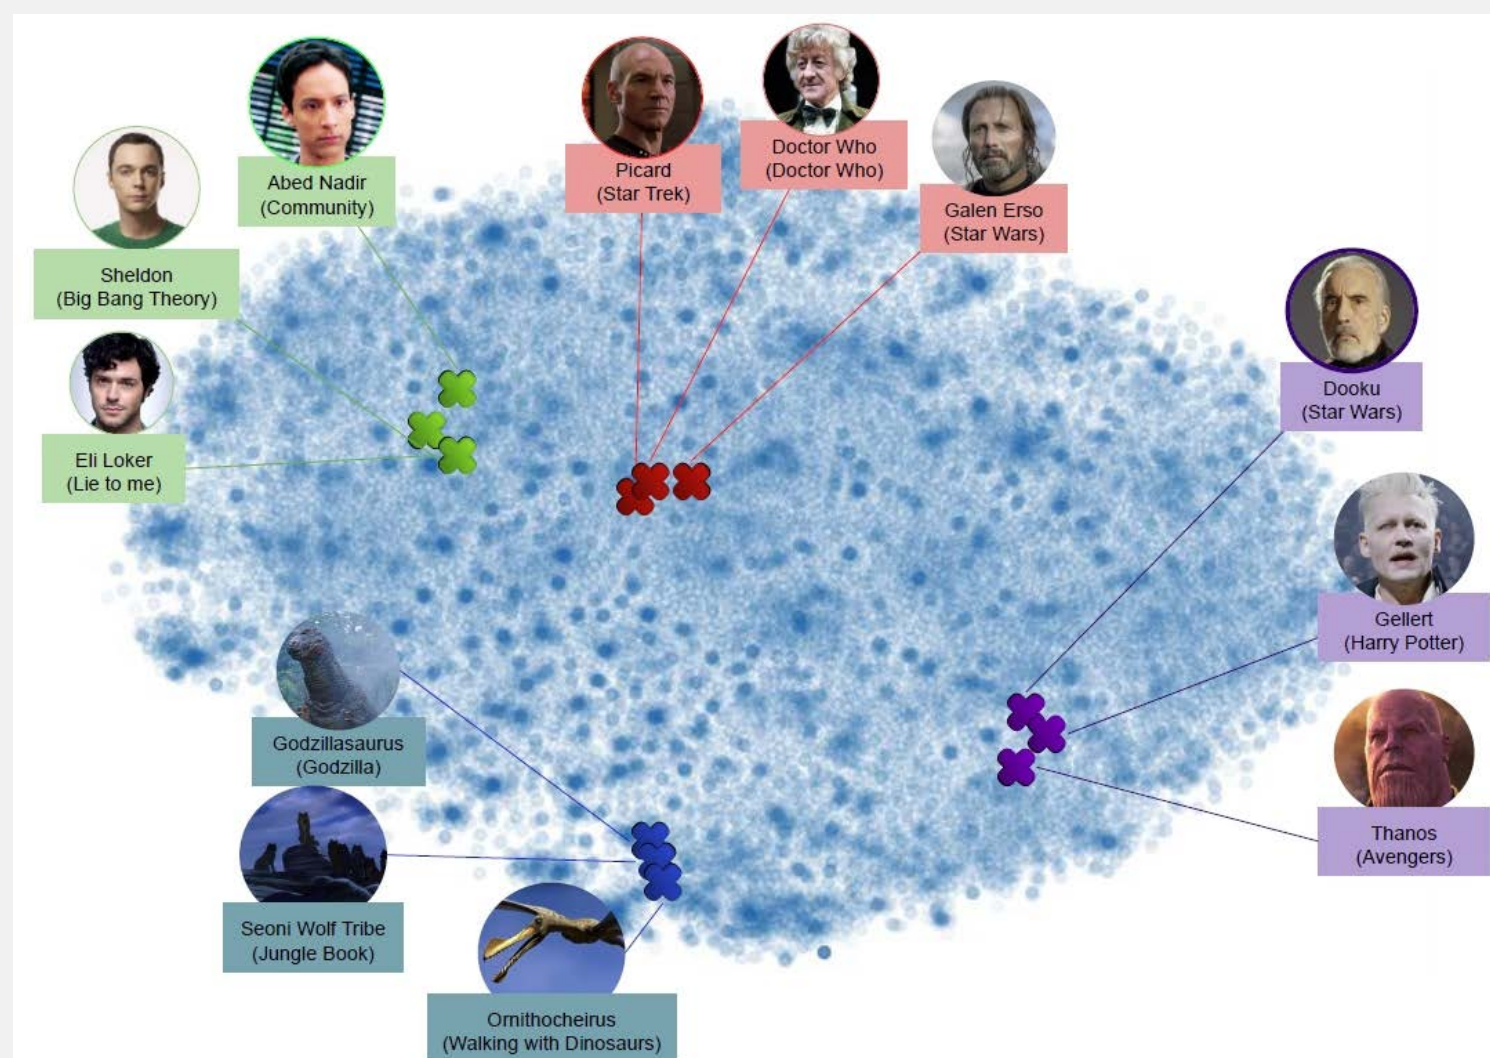 Abed Nadir
(Community)
Picard
(Star Trek)
Doctor Who
(Doctor Who)
Galen Erso
(Star Wars)
Sheldon
(Big Bang Theory)
Eli Loker
(Lie to me)
Dooku
(Star Wars)
Gellert
(Harry Potter)
Godzillasaurus
(Godzilla)
Thanos
(Avengers)
Seoni Wolf Tribe
(Jungle Book)
Ornithocheirus
(Walking with Dinosaurs)